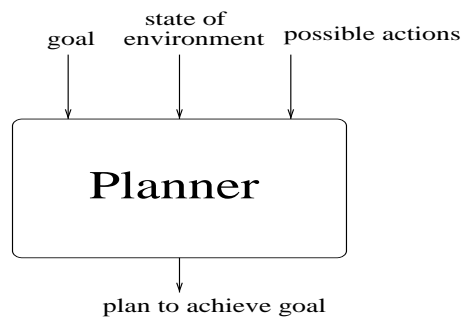 goal
state of
environment
possible actions
Planner
plan to achieve goal